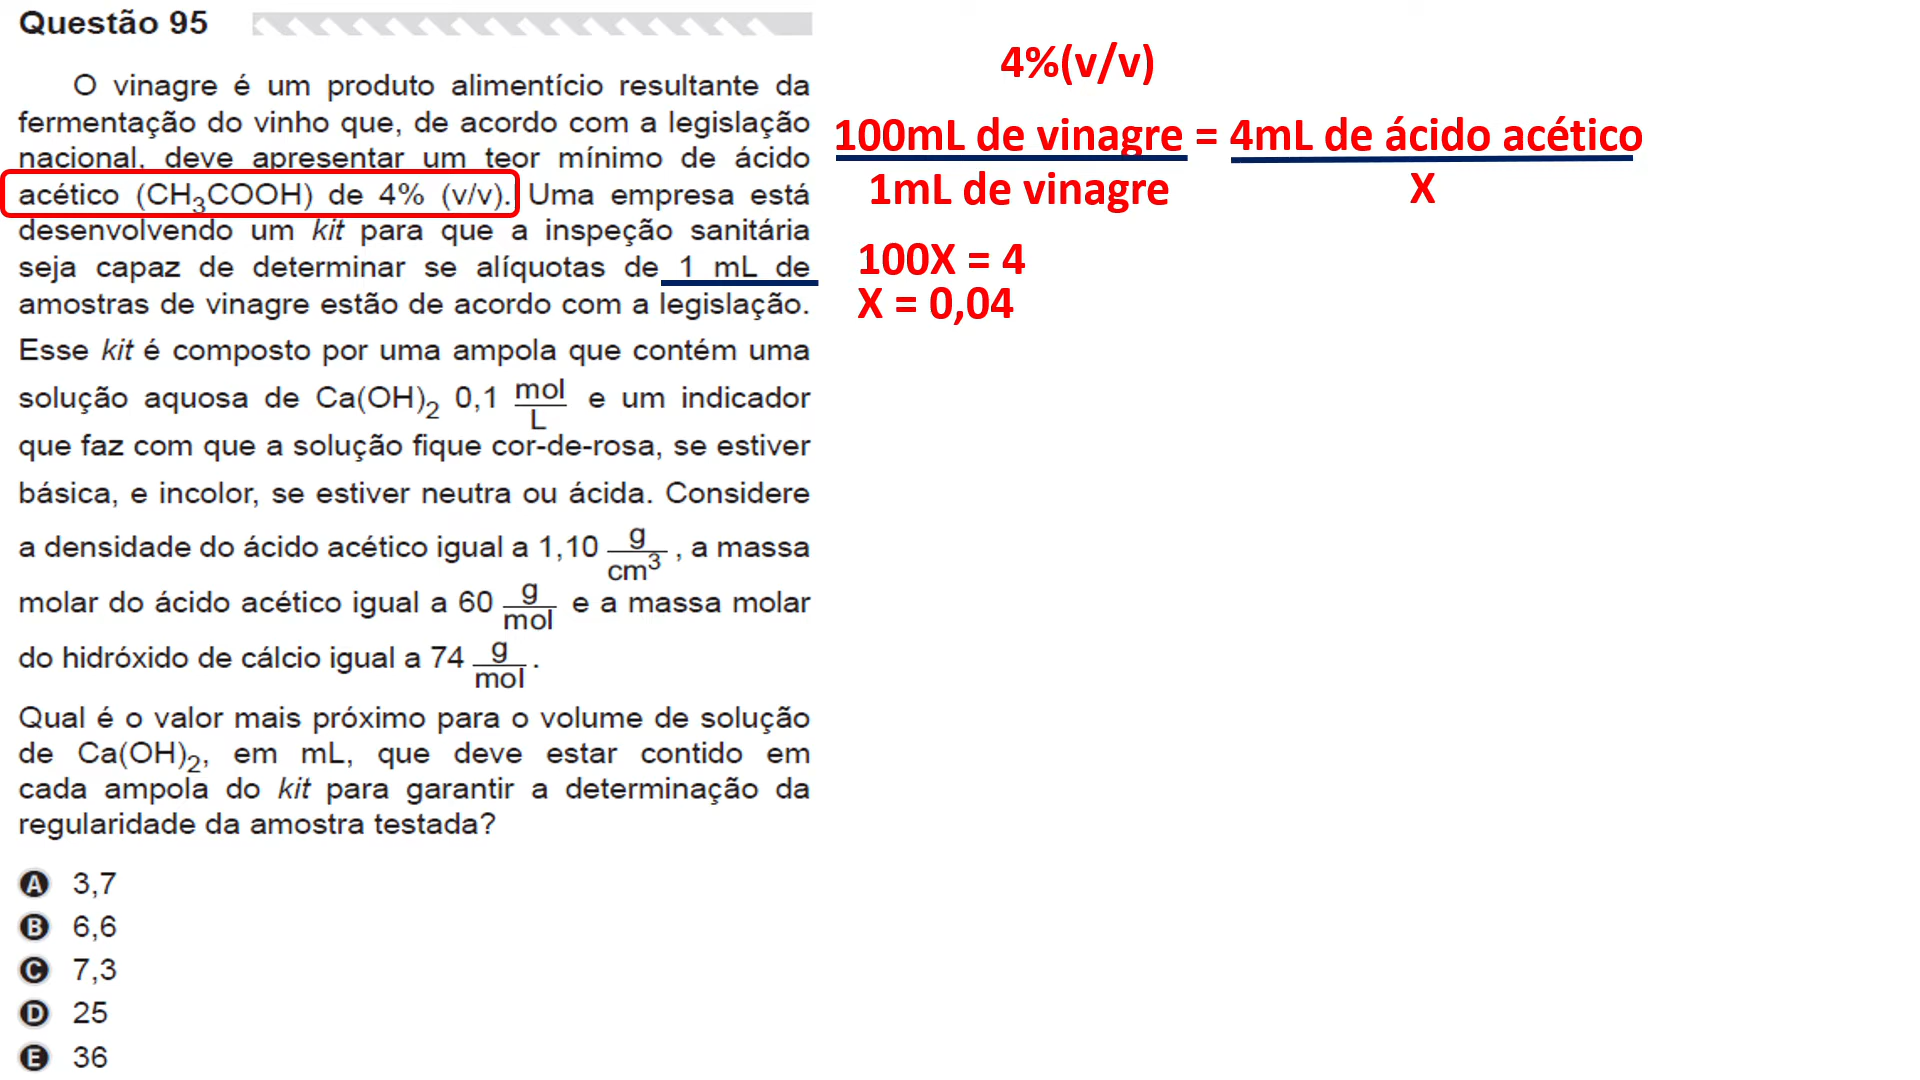 Questão 95
O vinagre é um produto alimentício resultante da
fermentação do vinho que, de acordo com a legislação
nacional, deve apresentar um teor mínimo de ácido
acético (CH₃COOH) de 4% (v/v). Uma empresa está
desenvolvendo um kit para que a inspeção sanitária
seja capaz de determinar se alíquotas de 1 mL de
amostras de vinagre estão de acordo com a legislação.
Esse kit é composto por uma ampola que contém uma
solução aquosa de Ca(OH)₂ 0,1 mol/L e um indicador
que faz com que a solução fique cor-de-rosa, se estiver
básica, e incolor, se estiver neutra ou ácida. Considere
a densidade do ácido acético igual a 1,10 g/cm³, a massa
molar do ácido acético igual a 60 g/mol e a massa molar
do hidróxido de cálcio igual a 74 g/mol.
Qual é o valor mais próximo para o volume de solução
de Ca(OH)₂, em mL, que deve estar contido em
cada ampola do kit para garantir a determinação da
regularidade da amostra testada?
A 3,7
B 6,6
C 7,3
D 25
E 36
4%(v/v)
100mL de vinagre = 4mL de ácido acético
1mL de vinagre X
100X = 4
X = 0,04